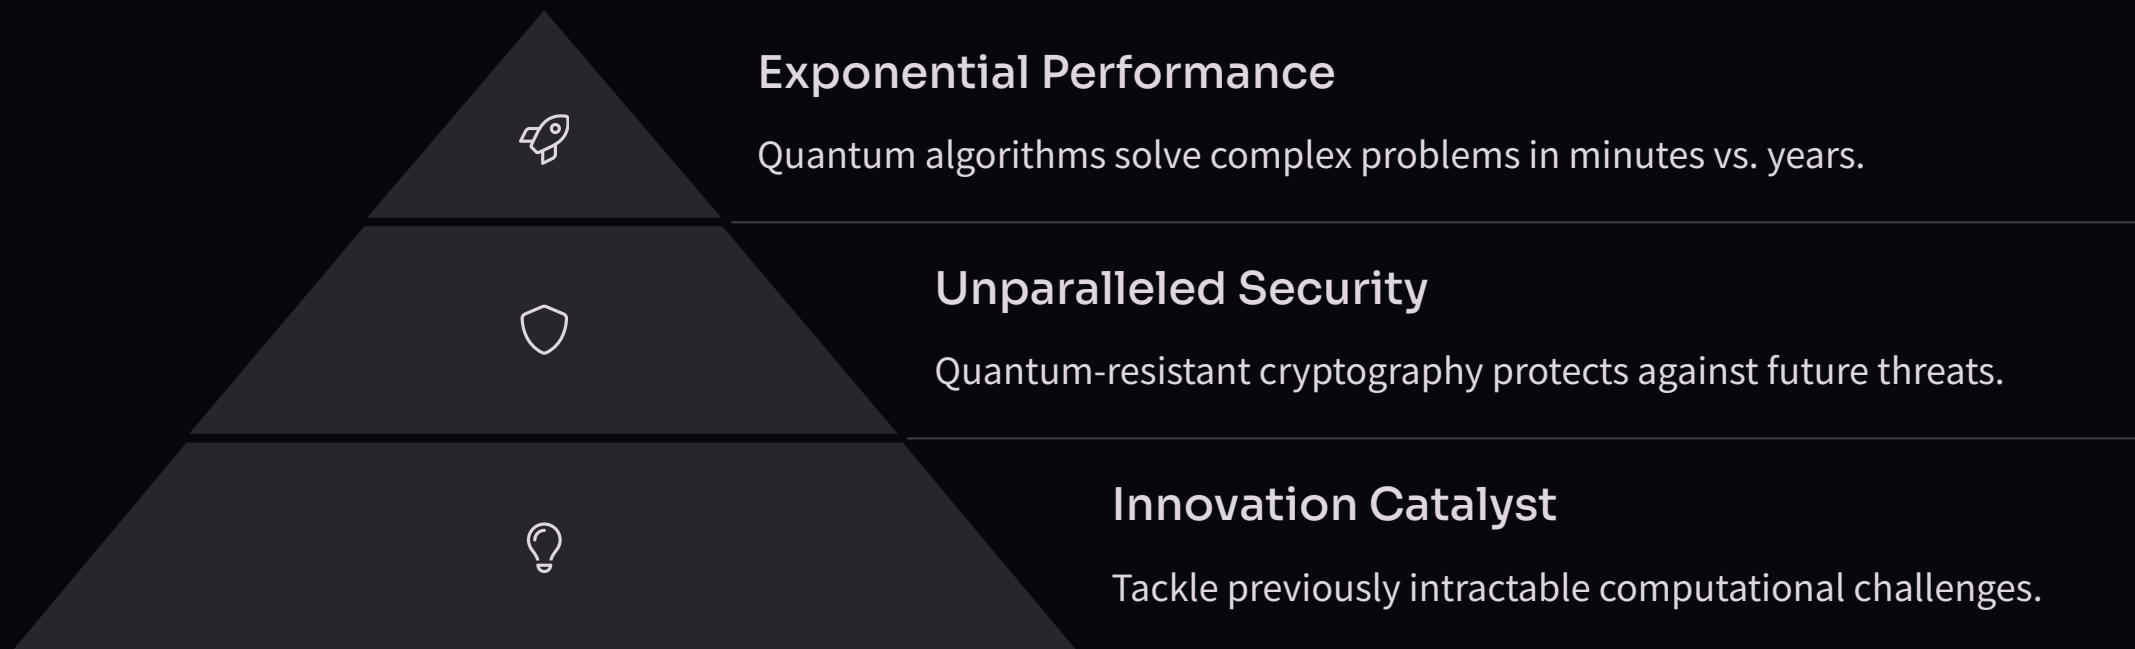 Exponential Performance
Quantum algorithms solve complex problems in minutes vs. years.
Unparalleled Security
Quantum-resistant cryptography protects against future threats.
Innovation Catalyst
Tackle previously intractable computational challenges.